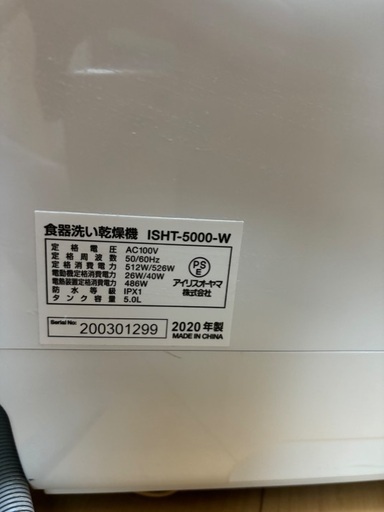 食器洗い乾燥機 ISHT-5000-W
定格電圧 AC100V
定格周波数 50/60Hz
定格消費電力 512W/526W
電動機定格消費電力 26W/40W
電熱装置定格消費電力 486W
防水等級 IPX1
タンク容量 5.0L
PS
E
アイリスオーヤマ
株式会社
Serial No: 200301299
2020年製
MADE IN CHINA